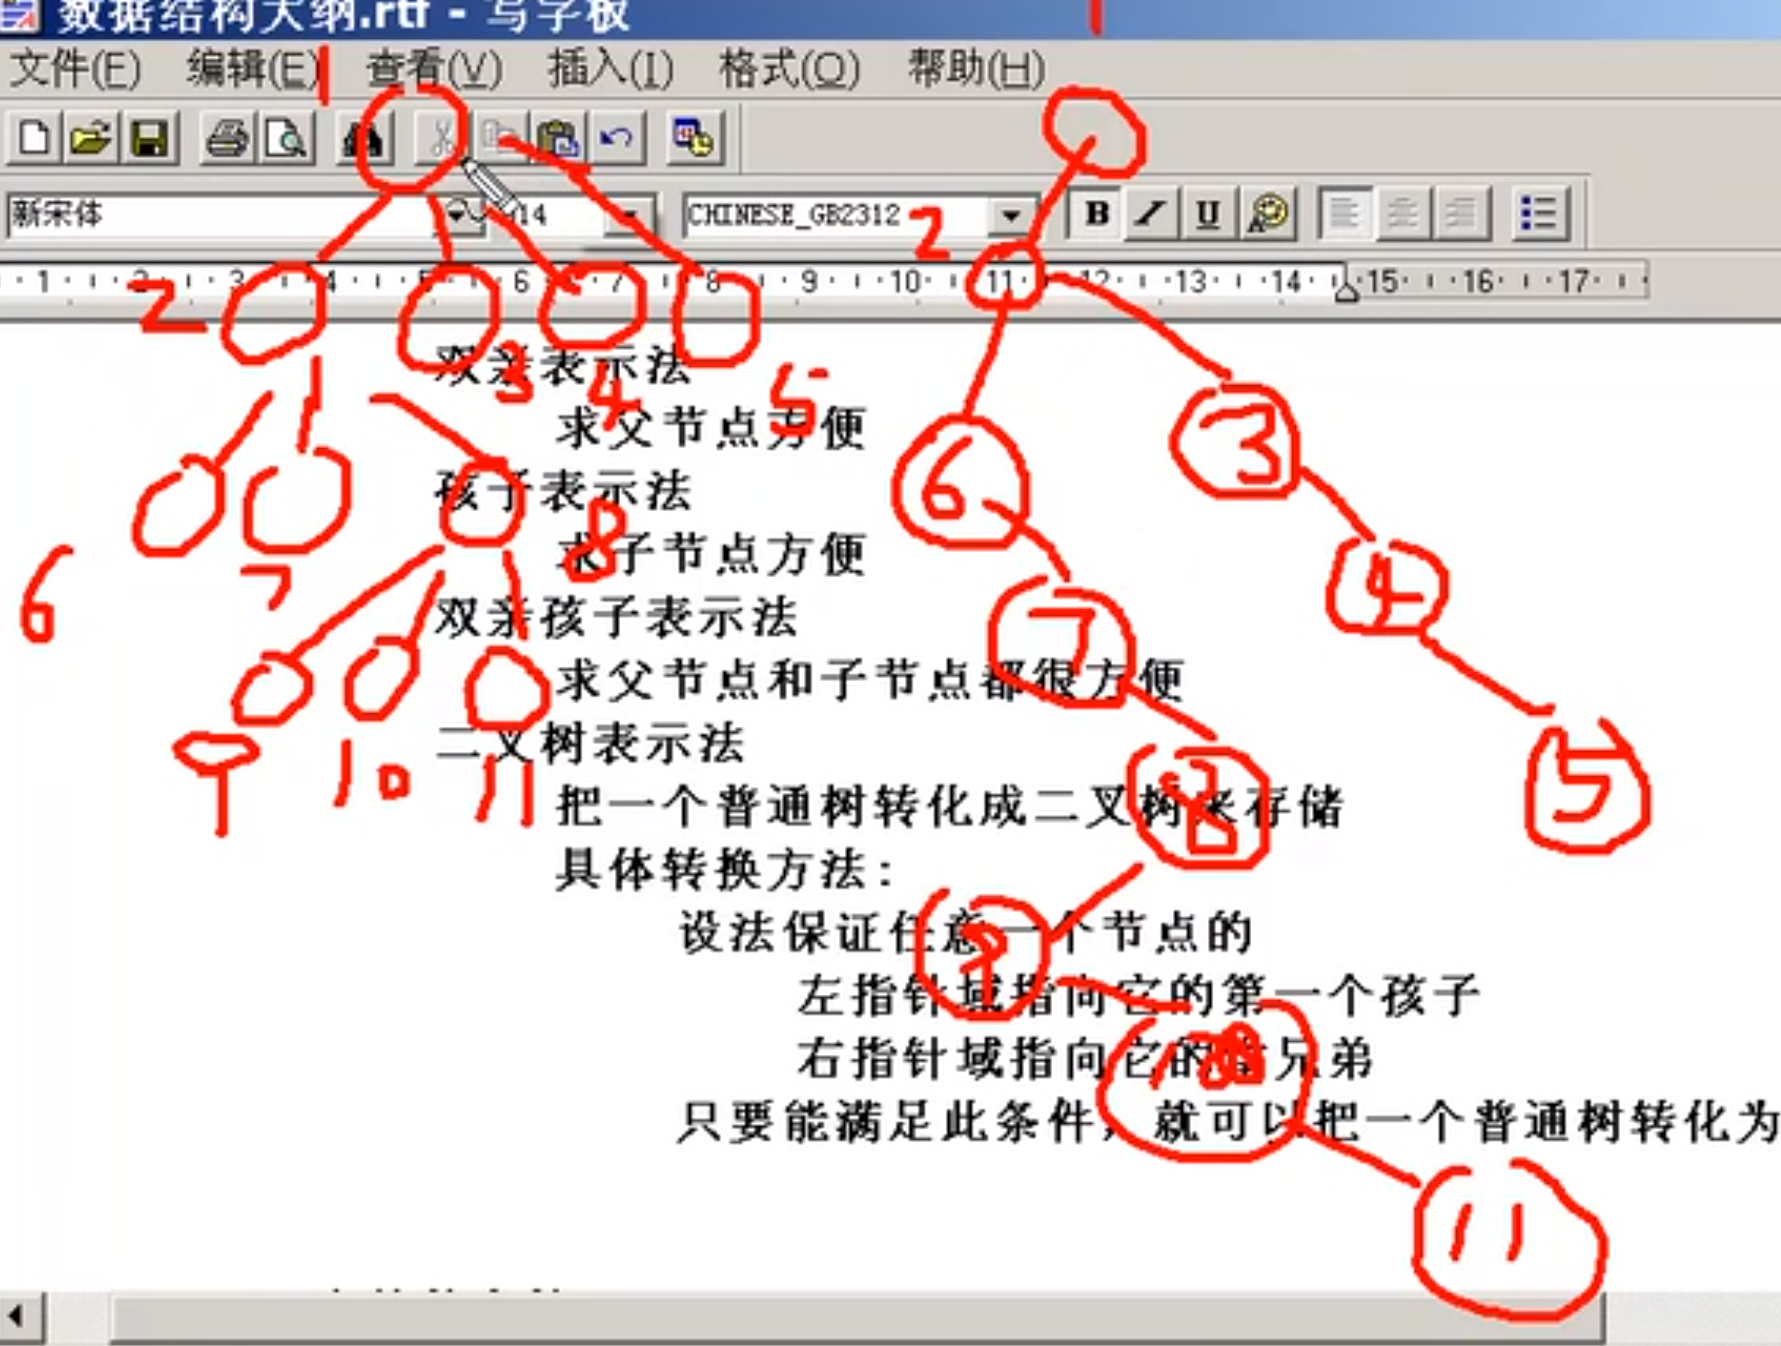 数据结构大纲.rtf - 写字板
文件(F) 编辑(E) 查看(V) 插入(I) 格式(O) 帮助(H)
新宋体 14 CHINESE_GB2312 B I U
1 2 3 4 5 6 7 8 9 10 11 12 13 14 15 16 17
1
1
2
2
双亲表示法
3 4 5
求父节点方便
3
孩子表示法
6
8
求子节点方便
4
6 7
双亲孩子表示法
7
求父节点和子节点都很方便
二叉树表示法
9 10 11
5
把一个普通树转化成二叉树来存储
8
具体转换方法:
设法保证任意一个节点的
9
左指针域指向它的第一个孩子
右指针域指向它的兄弟
10
只要能满足此条件，就可以把一个普通树转化为
11